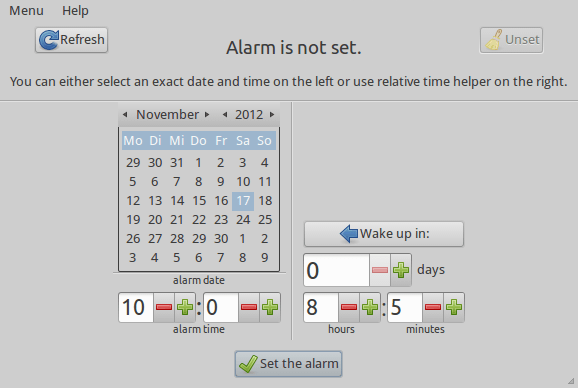 Menu Help
Refresh
Alarm is not set.
Unset
You can either select an exact date and time on the left or use relative time helper on the right.
November 2012
Mo Di Mi Do Fr Sa So
29 30 31 1 2 3 4
5 6 7 8 9 10 11
12 13 14 15 16 17 18
19 20 21 22 23 24 25
26 27 28 29 30 1 2
3 4 5 6 7 8 9
alarm date
10 : 0
alarm time
Wake up in:
0 days
8 : 5
hours minutes
Set the alarm